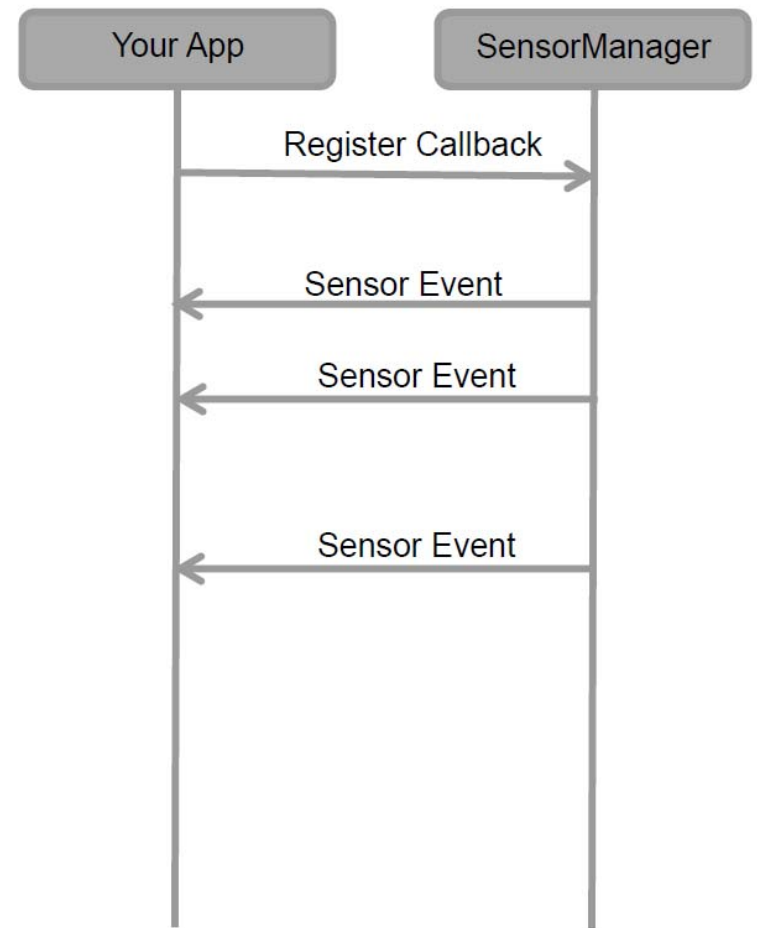 Your App
SensorManager
Register Callback
Sensor Event
Sensor Event
Sensor Event